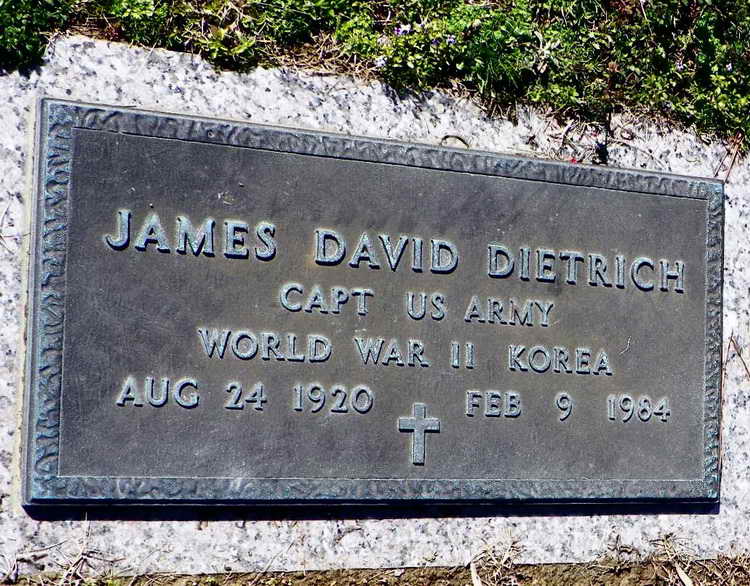 JAMES DAVID DIETRICH
CAPT US ARMY
WORLD WAR II KOREA
AUG 24 1920 FEB 9 1984